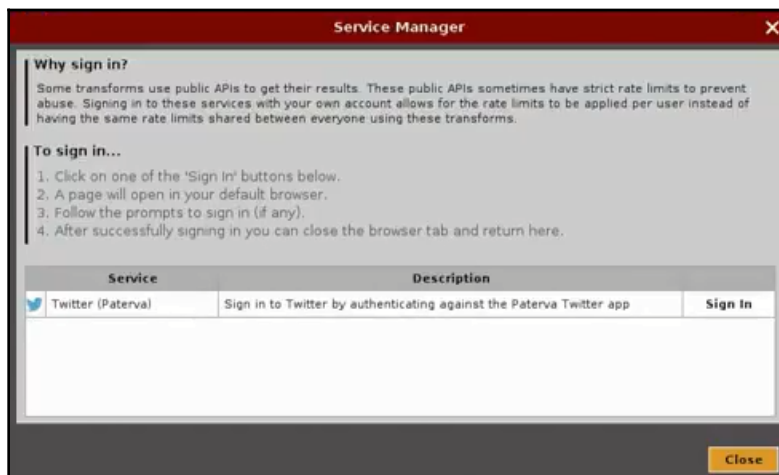 Service Manager
Why sign in?
Some transforms use public APIs to get their results. These public APIs sometimes have strict rate limits to prevent
abuse. Signing in to these services with your own account allows for the rate limits to be applied per user instead of
having the same rate limits shared between everyone using these transforms.
To sign in...
1. Click on one of the 'Sign In' buttons below.
2. A page will open in your default browser.
3. Follow the prompts to sign in (if any).
4. After successfully signing in you can close the browser tab and return here.
Service Description
Twitter (Paterva) Sign in to Twitter by authenticating against the Paterva Twitter app Sign In
Close